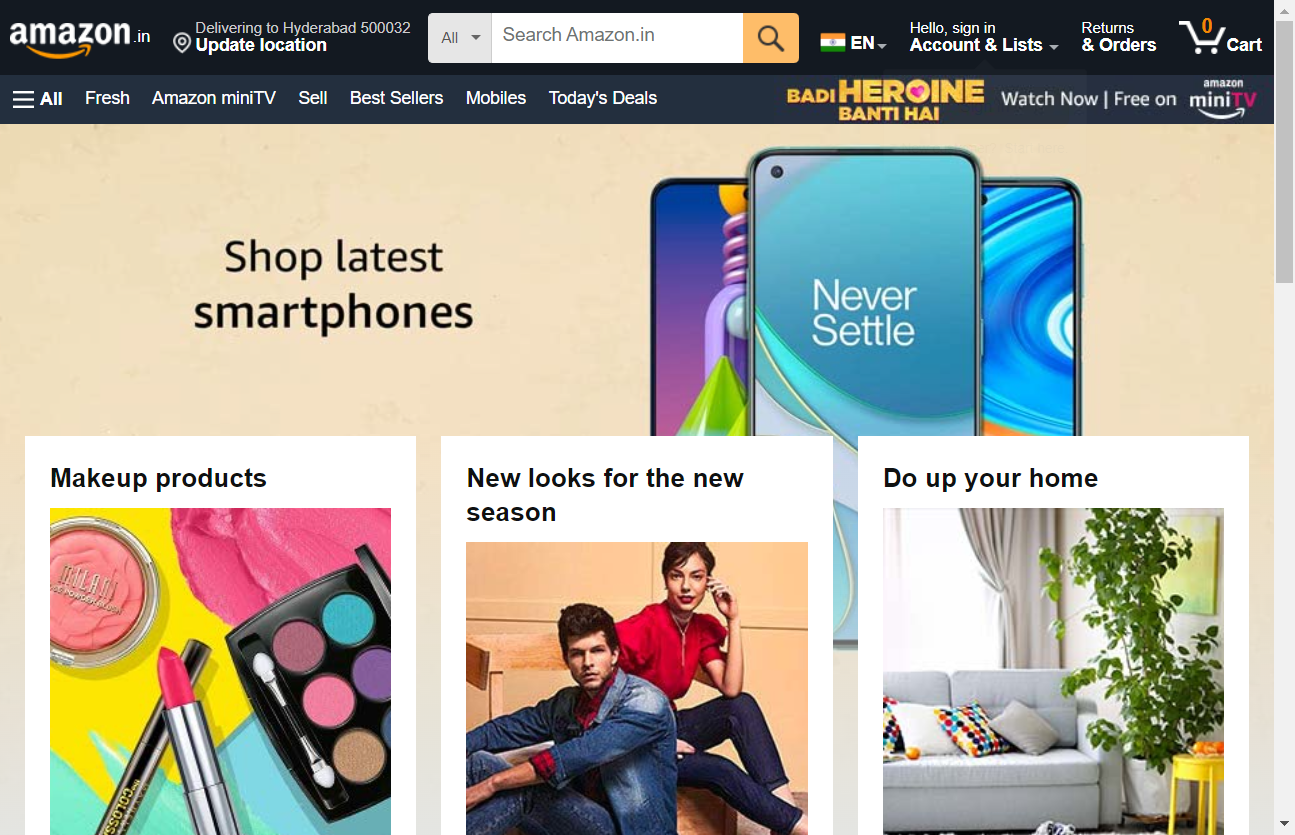 amazon.in
Delivering to Hyderabad 500032
Update location
All
Search Amazon.in
EN
Hello, sign in
Account & Lists
Returns
& Orders
0
Cart
All
Fresh
Amazon miniTV
Sell
Best Sellers
Mobiles
Today's Deals
BADI HEROINE
BANTI HAI
Watch Now | Free on
amazon
miniTV
Shop latest
smartphones
Never
Settle
Makeup products
New looks for the new
season
Do up your home
MILANI